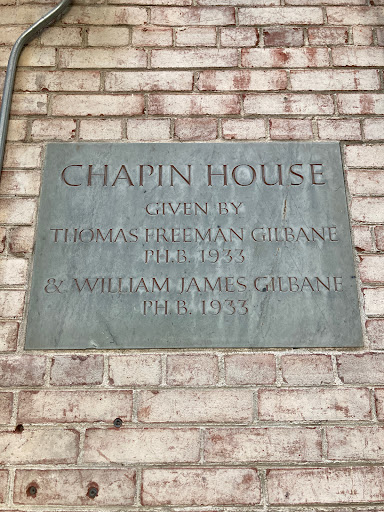 CHAPIN HOUSE
GIVEN BY
THOMAS FREEMAN GILBANE
PH.B. 1933
& WILLIAM JAMES GILBANE
PH.B. 1933